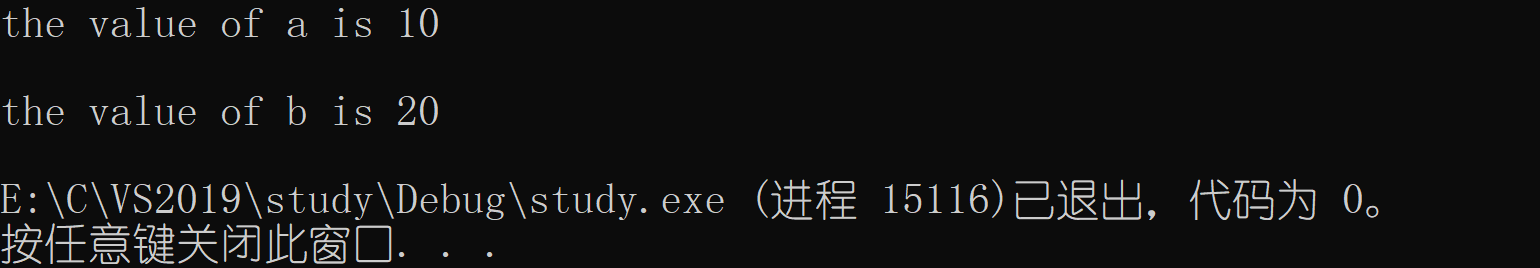 the value of a is 10
the value of b is 20
E:\C\VS2019\study\Debug\study.exe (进程 15116)已退出，代码为 0。
按任意键关闭此窗口. . .